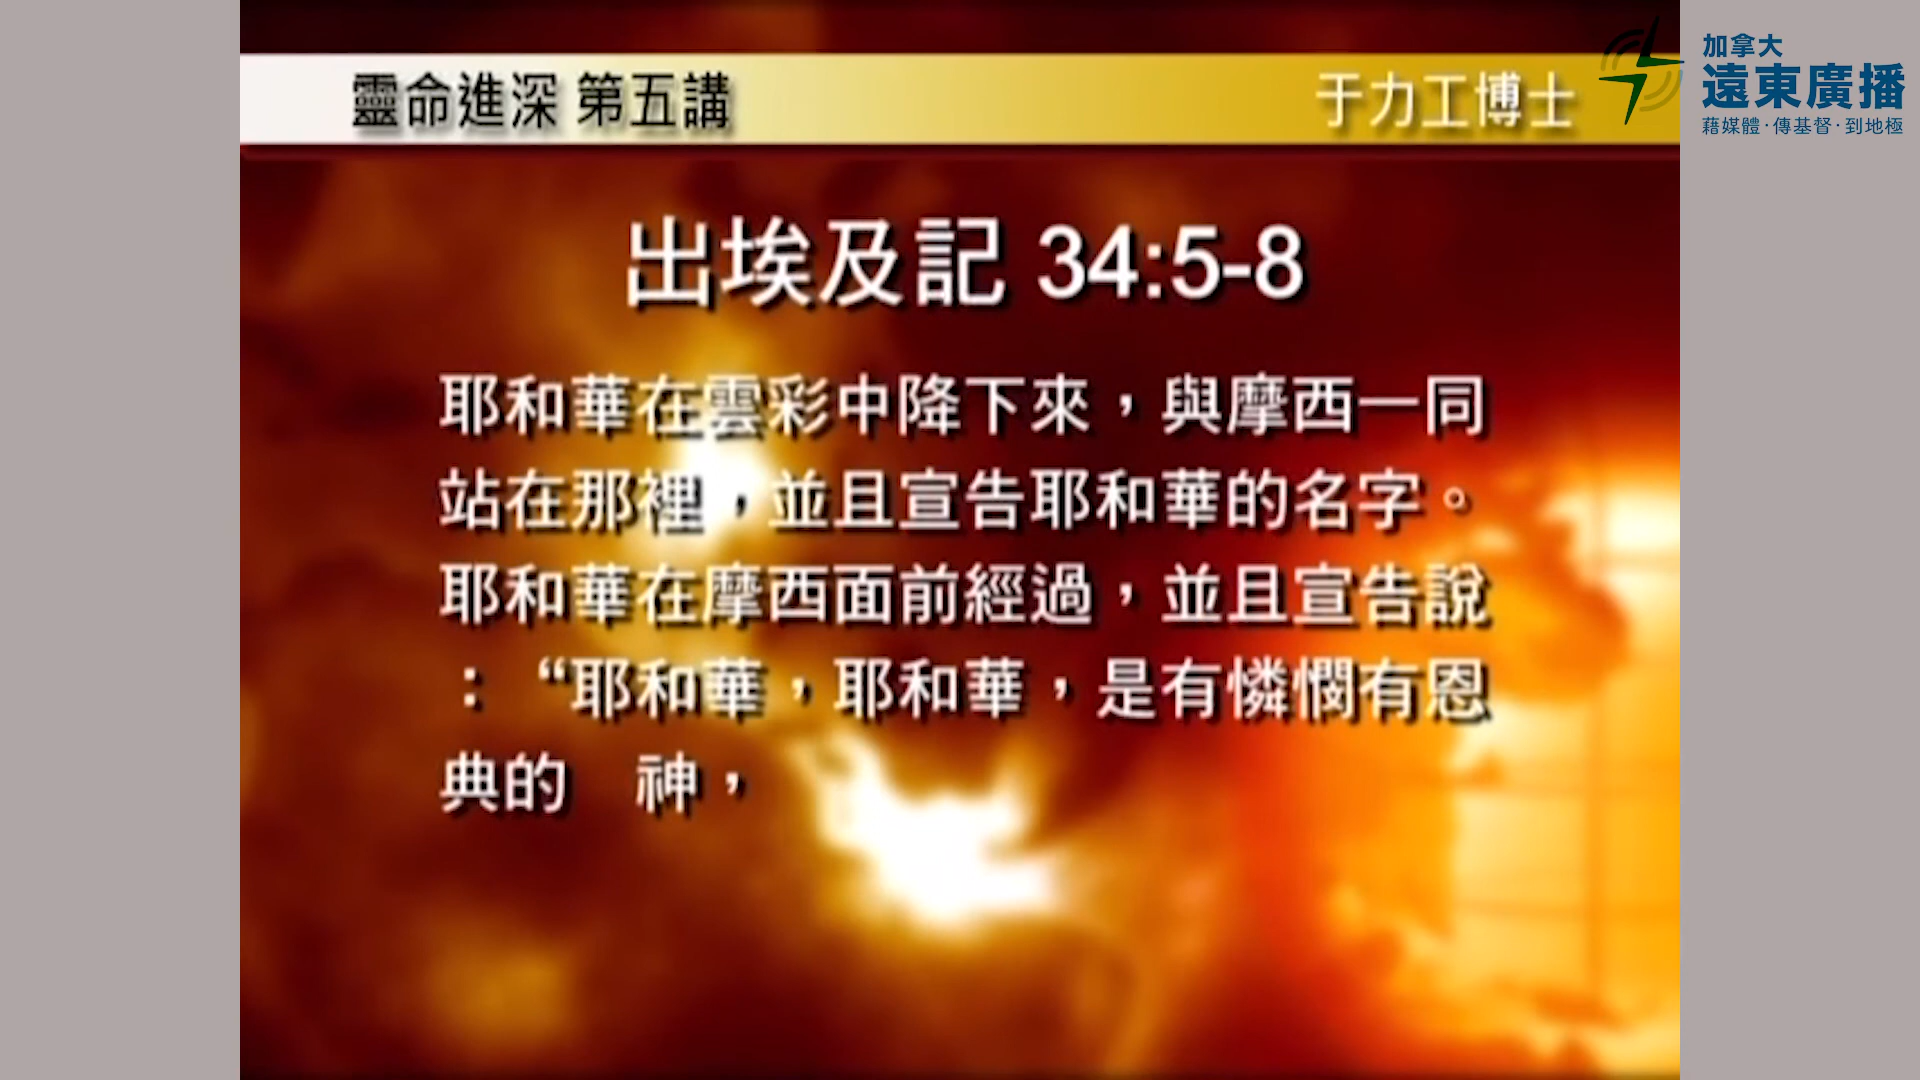 靈命進深 第五講
于力工博士
加拿大
遠東廣播
藉媒體·傳基督·到地極
出埃及記 34:5-8
耶和華在雲彩中降下來，與摩西一同
站在那裡，並且宣告耶和華的名字。
耶和華在摩西面前經過，並且宣告說
：“耶和華，耶和華，是有憐憫有恩
典的　神，